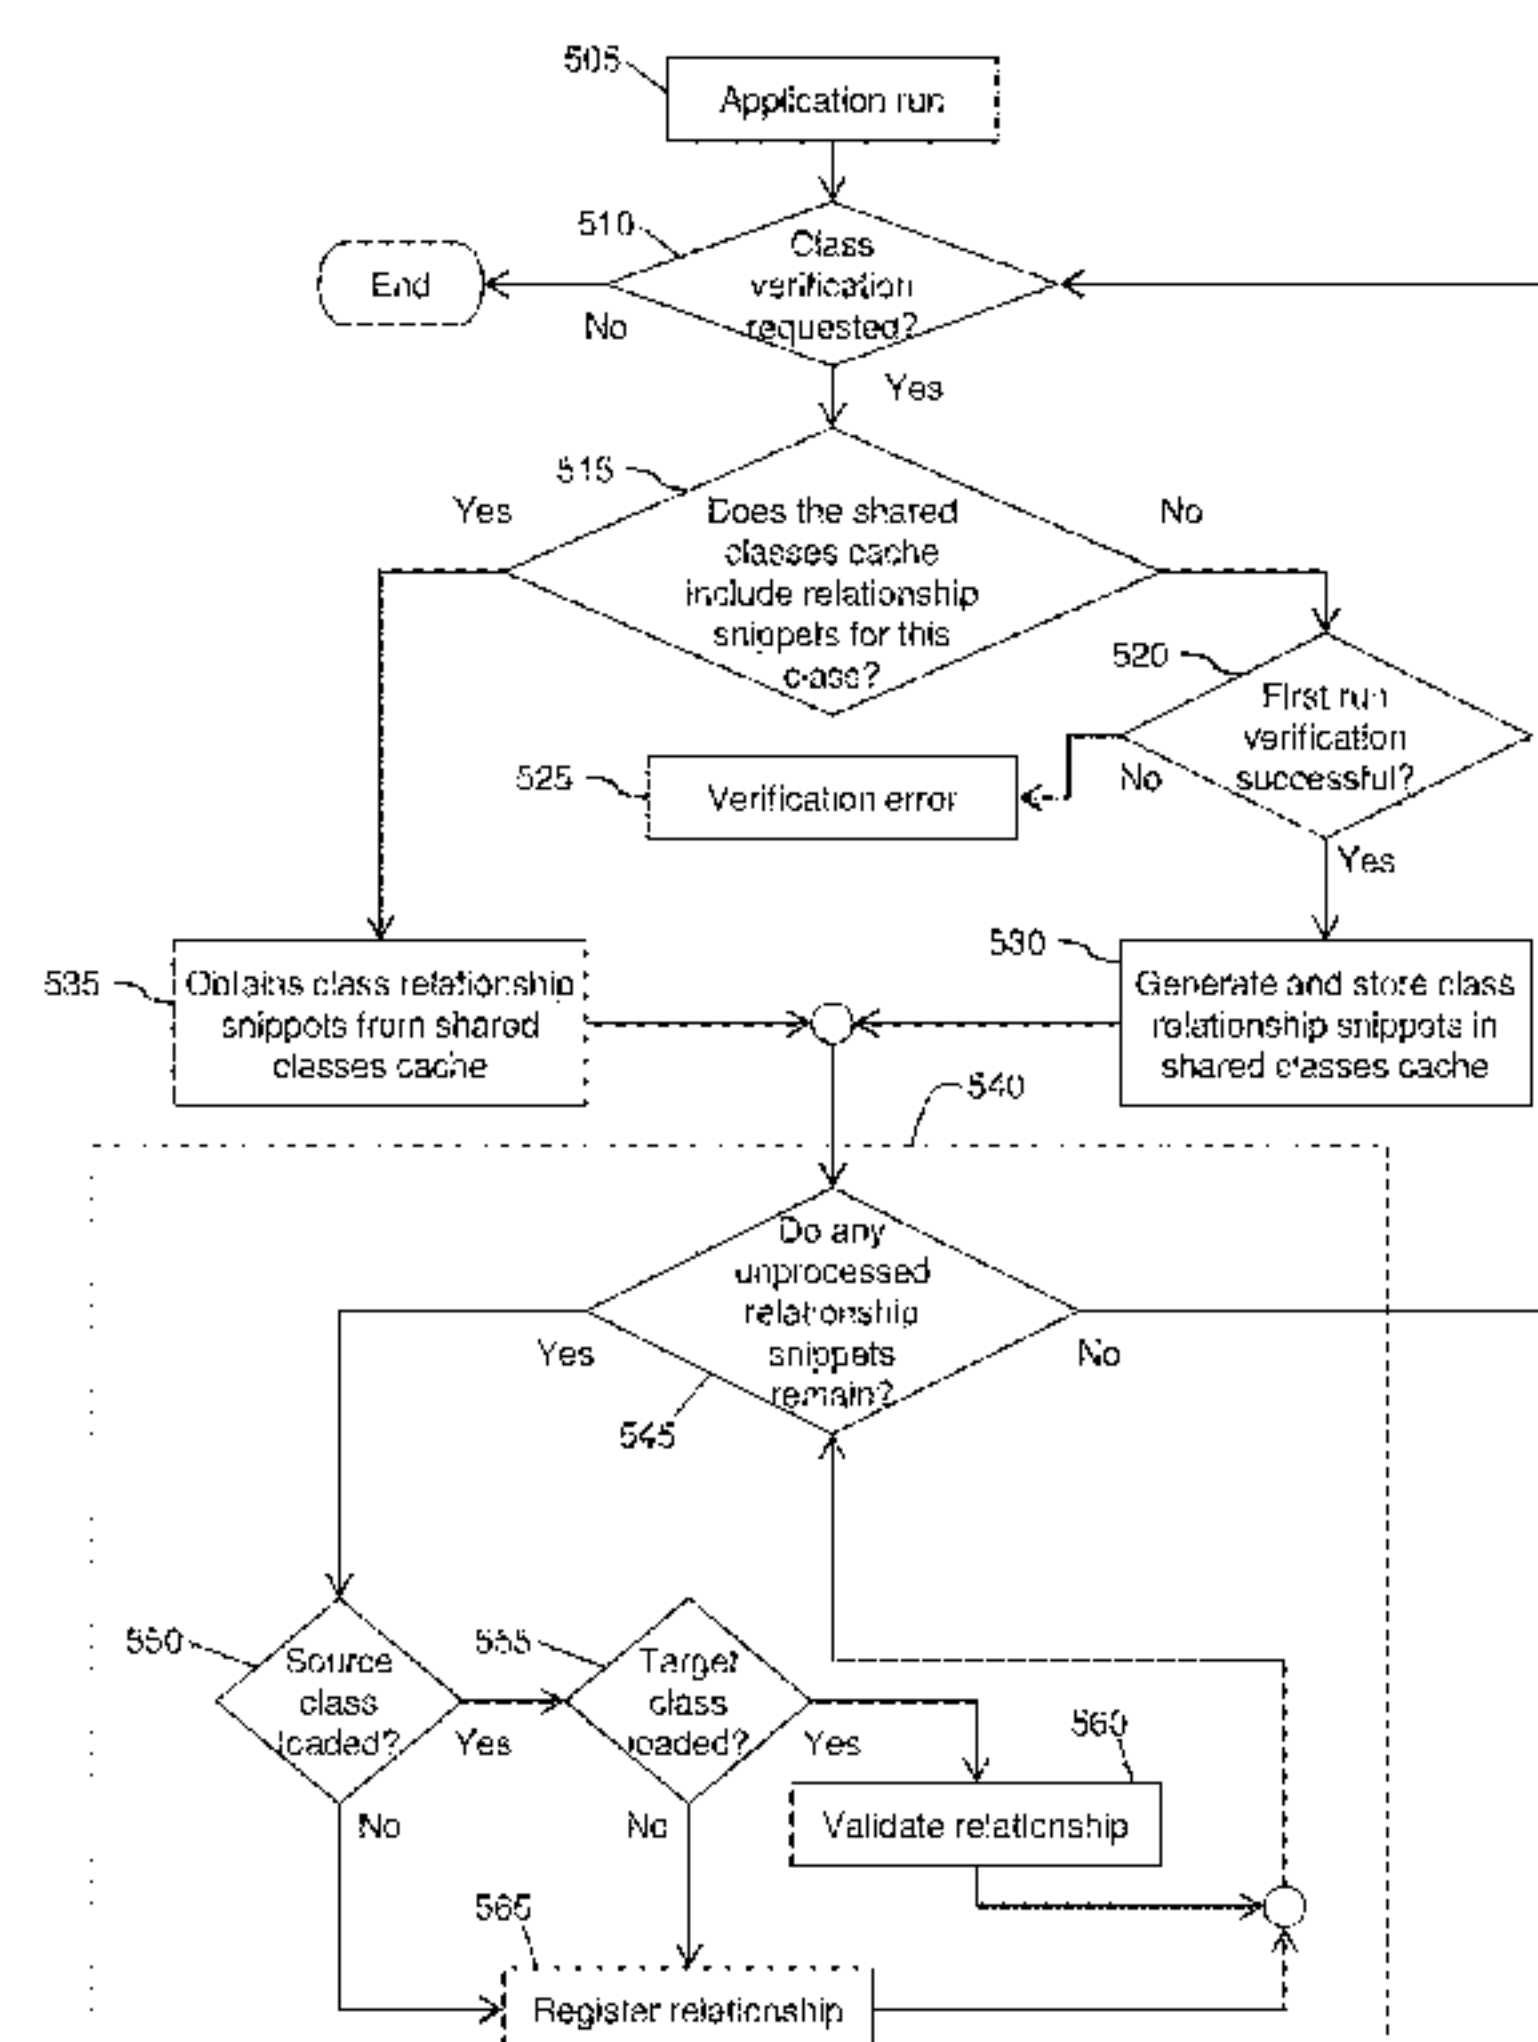 505
Application run
510
Class
verification
requested?
End
No
Yes
515
Yes
Does the shared
classes cache
include relationship
snippets for this
class?
No
520
First run
verification
successful?
No
525
Verification error
Yes
535
Obtains class relationship
snippets from shared
classes cache
530
Generate and store class
relationship snippets in
shared classes cache
540
Do any
unprocessed
relationship
snippets
remain?
Yes
No
545
550
Source
class
loaded?
Yes
555
Target
class
loaded?
Yes
560
No
No
Validate relationship
565
Register relationship